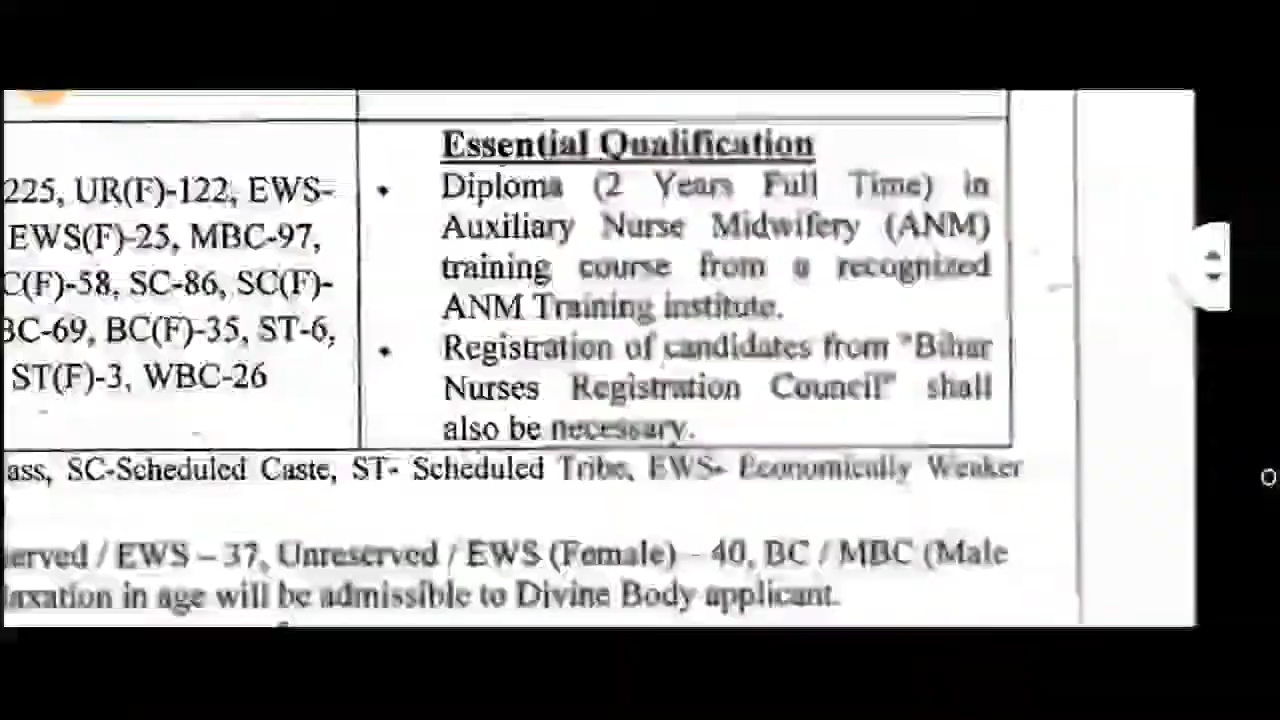 Essential Qualification
225, UR(F)-122, EWS-
EWS(F)-25, MBC-97,
C(F)-58, SC-86, SC(F)-
BC-69, BC(F)-35, ST-6,
ST(F)-3, WBC-26
• Diploma (2 Years Full Time) in
Auxiliary Nurse Midwifery (ANM)
training course from a recognized
ANM Training institute.
• Registration of candidates from "Bihar
Nurses Registration Council" shall
also be necessary.
ass, SC-Scheduled Caste, ST- Scheduled Tribe, EWS- Economically Weaker
erved / EWS – 37, Unreserved / EWS (Female) – 40, BC / MBC (Male
laxation in age will be admissible to Divine Body applicant.